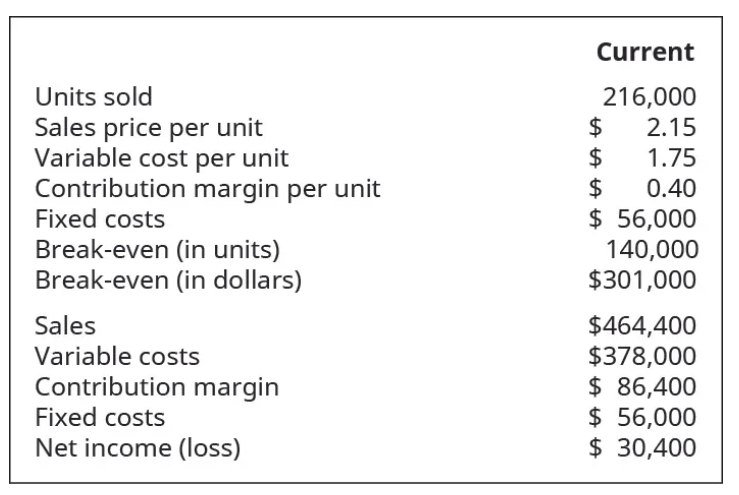 Current
Units sold 216,000
Sales price per unit $ 2.15
Variable cost per unit $ 1.75
Contribution margin per unit $ 0.40
Fixed costs $ 56,000
Break-even (in units) 140,000
Break-even (in dollars) $301,000
Sales $464,400
Variable costs $378,000
Contribution margin $ 86,400
Fixed costs $ 56,000
Net income (loss) $ 30,400